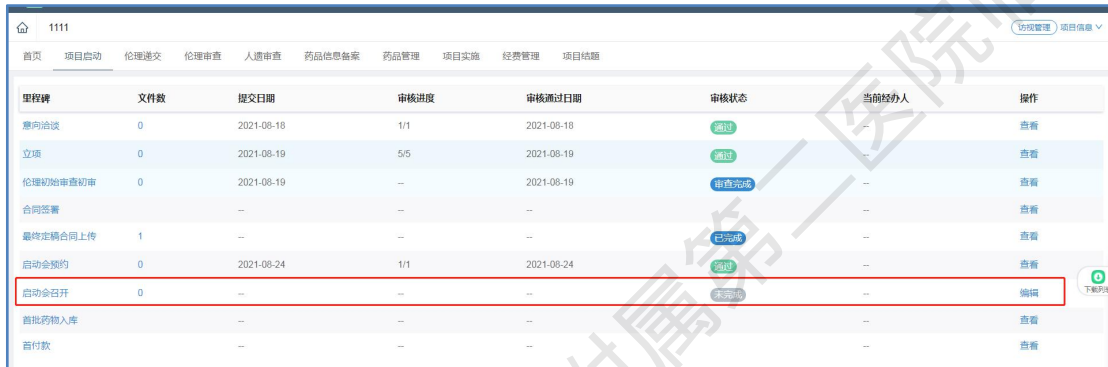 1111 访视管理 项目信息
首页 项目启动 伦理递交 伦理审查 人遗审查 药品信息备案 药品管理 项目实施 经费管理 项目结题
里程碑 文件数 提交日期 审核进度 审核通过日期 审核状态 当前经办人 操作
意向洽谈 0 2021-08-18 1/1 2021-08-18 通过 -- 查看
立项 0 2021-08-19 5/5 2021-08-19 通过 -- 查看
伦理初始审查初审 0 2021-08-19 -- 2021-08-19 审查完成 -- 查看
合同签署 -- -- -- -- 查看
最终定稿合同上传 1 -- -- -- 已完成 -- 查看
启动会预约 0 2021-08-24 1/1 2021-08-24 通过 -- 查看
启动会召开 0 -- -- -- 未完成 -- 编辑
下载列表
首批药物入库 -- -- -- -- 查看
首付款 -- -- -- -- 查看
附属第二医院